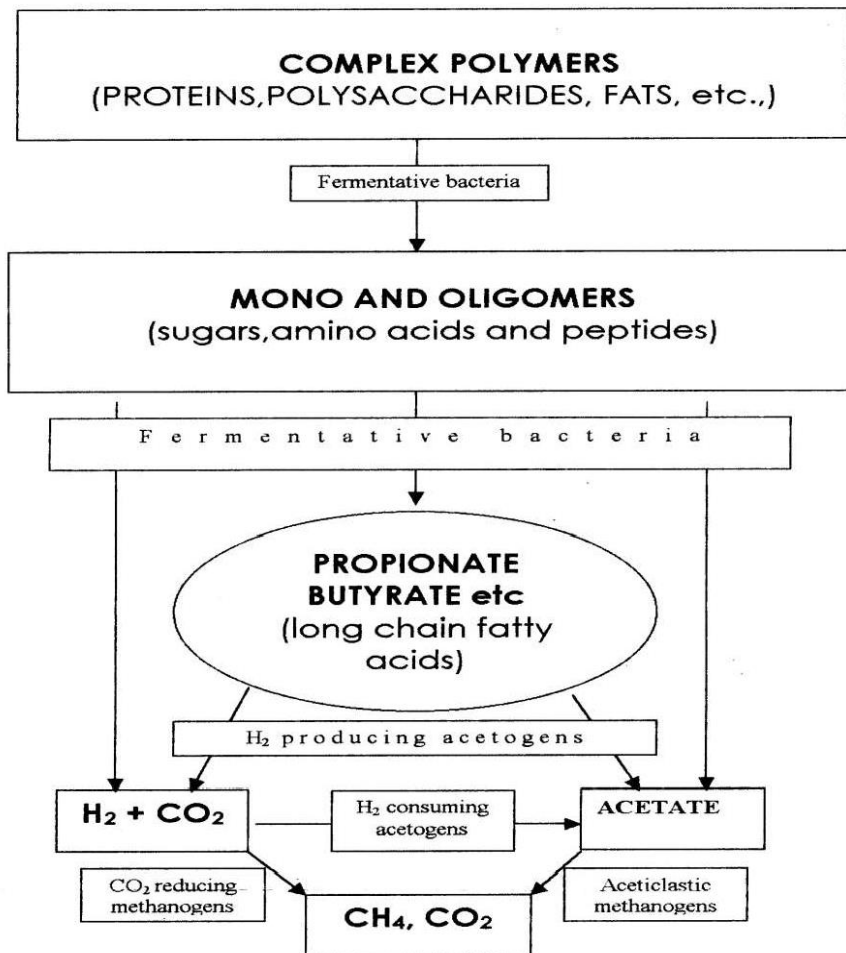 COMPLEX POLYMERS
(PROTEINS,POLYSACCHARIDES, FATS, etc.,)
Fermentative bacteria
MONO AND OLIGOMERS
(sugars,amino acids and peptides)
Fermentative bacteria
PROPIONATE
BUTYRATE etc
(long chain fatty
acids)
H₂ producing acetogens
H₂ + CO₂
H₂ consuming
acetogens
ACETATE
CO₂ reducing
methanogens
Aceticlastic
methanogens
CH₄, CO₂